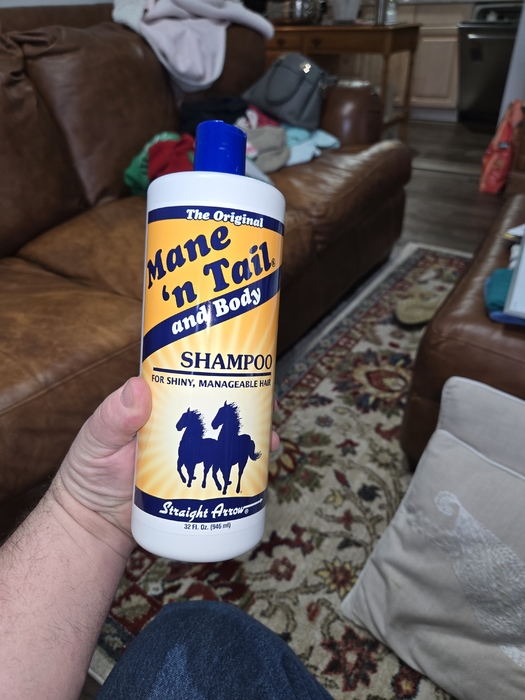 The Original
Mane
'n Tail®
and Body
SHAMPOO
FOR SHINY, MANAGEABLE HAIR
Straight Arrow®
32 Fl. Oz. (946 ml)